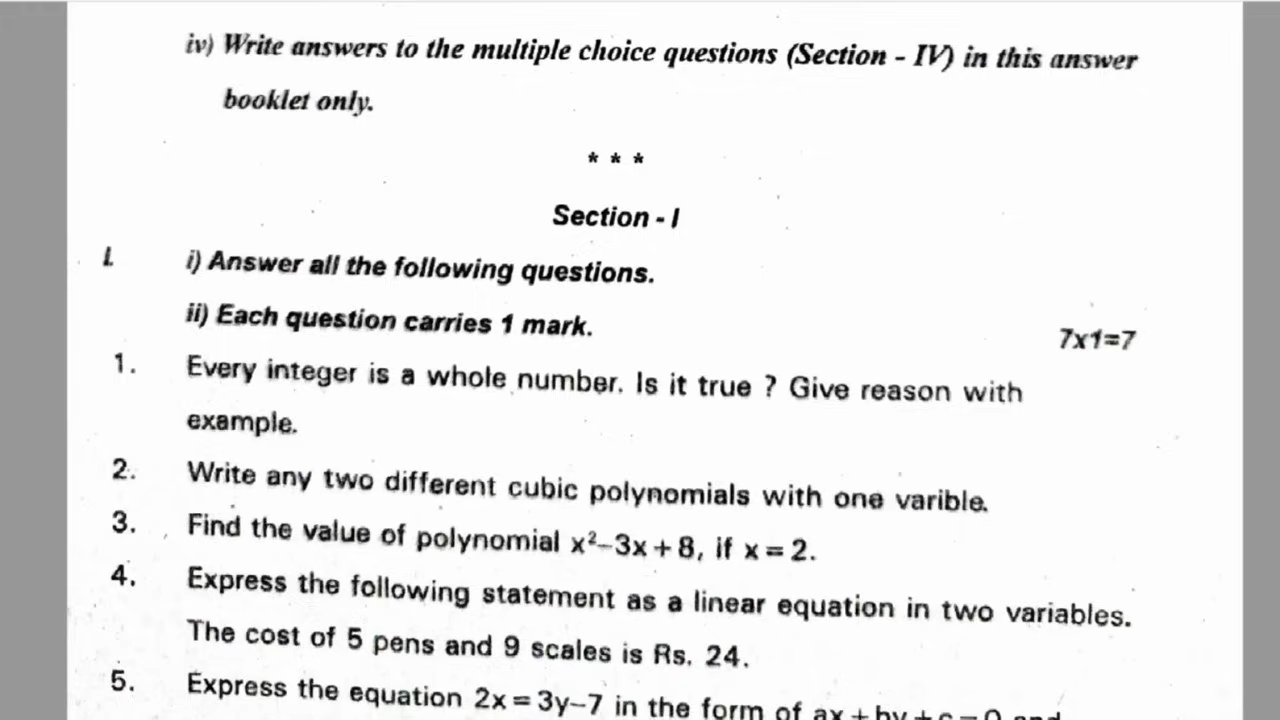 iv) Write answers to the multiple choice questions (Section - IV) in this answer
booklet only.
* * *
Section - I
I. i) Answer all the following questions.
ii) Each question carries 1 mark. 7x1=7
1. Every integer is a whole number. Is it true ? Give reason with
example.
2. Write any two different cubic polynomials with one varible.
3. Find the value of polynomial x²-3x+8, if x=2.
4. Express the following statement as a linear equation in two variables.
The cost of 5 pens and 9 scales is Rs. 24.
5. Express the equation 2x=3y-7 in the form of ax+by+c=0 and